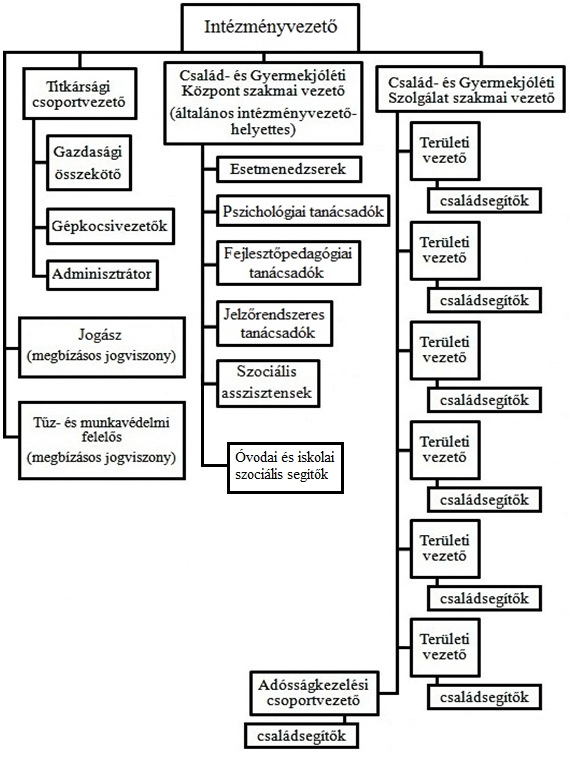 Intézményvezető
Titkársági
csoportvezető
Gazdasági
összekötő
Gépkocsivezetők
Adminisztrátor
Jogász
(megbízásos jogviszony)
Tűz- és munkavédelmi
felelős
(megbízásos jogviszony)
Család- és Gyermekjóléti
Központ szakmai vezető
(általános intézményvezető-
helyettes)
Esetmenedzserek
Pszichológiai tanácsadók
Fejlesztőpedagógiai
tanácsadók
Jelzőrendszeres
tanácsadók
Szociális
asszisztensek
Óvodai és iskolai
szociális segítők
Család- és Gyermekjóléti
Szolgálat szakmai vezető
Területi
vezető
családsegítők
Területi
vezető
családsegítők
Területi
vezető
családsegítők
Területi
vezető
családsegítők
Területi
vezető
családsegítők
Területi
vezető
családsegítők
Adósságkezelési
csoportvezető
családsegítők